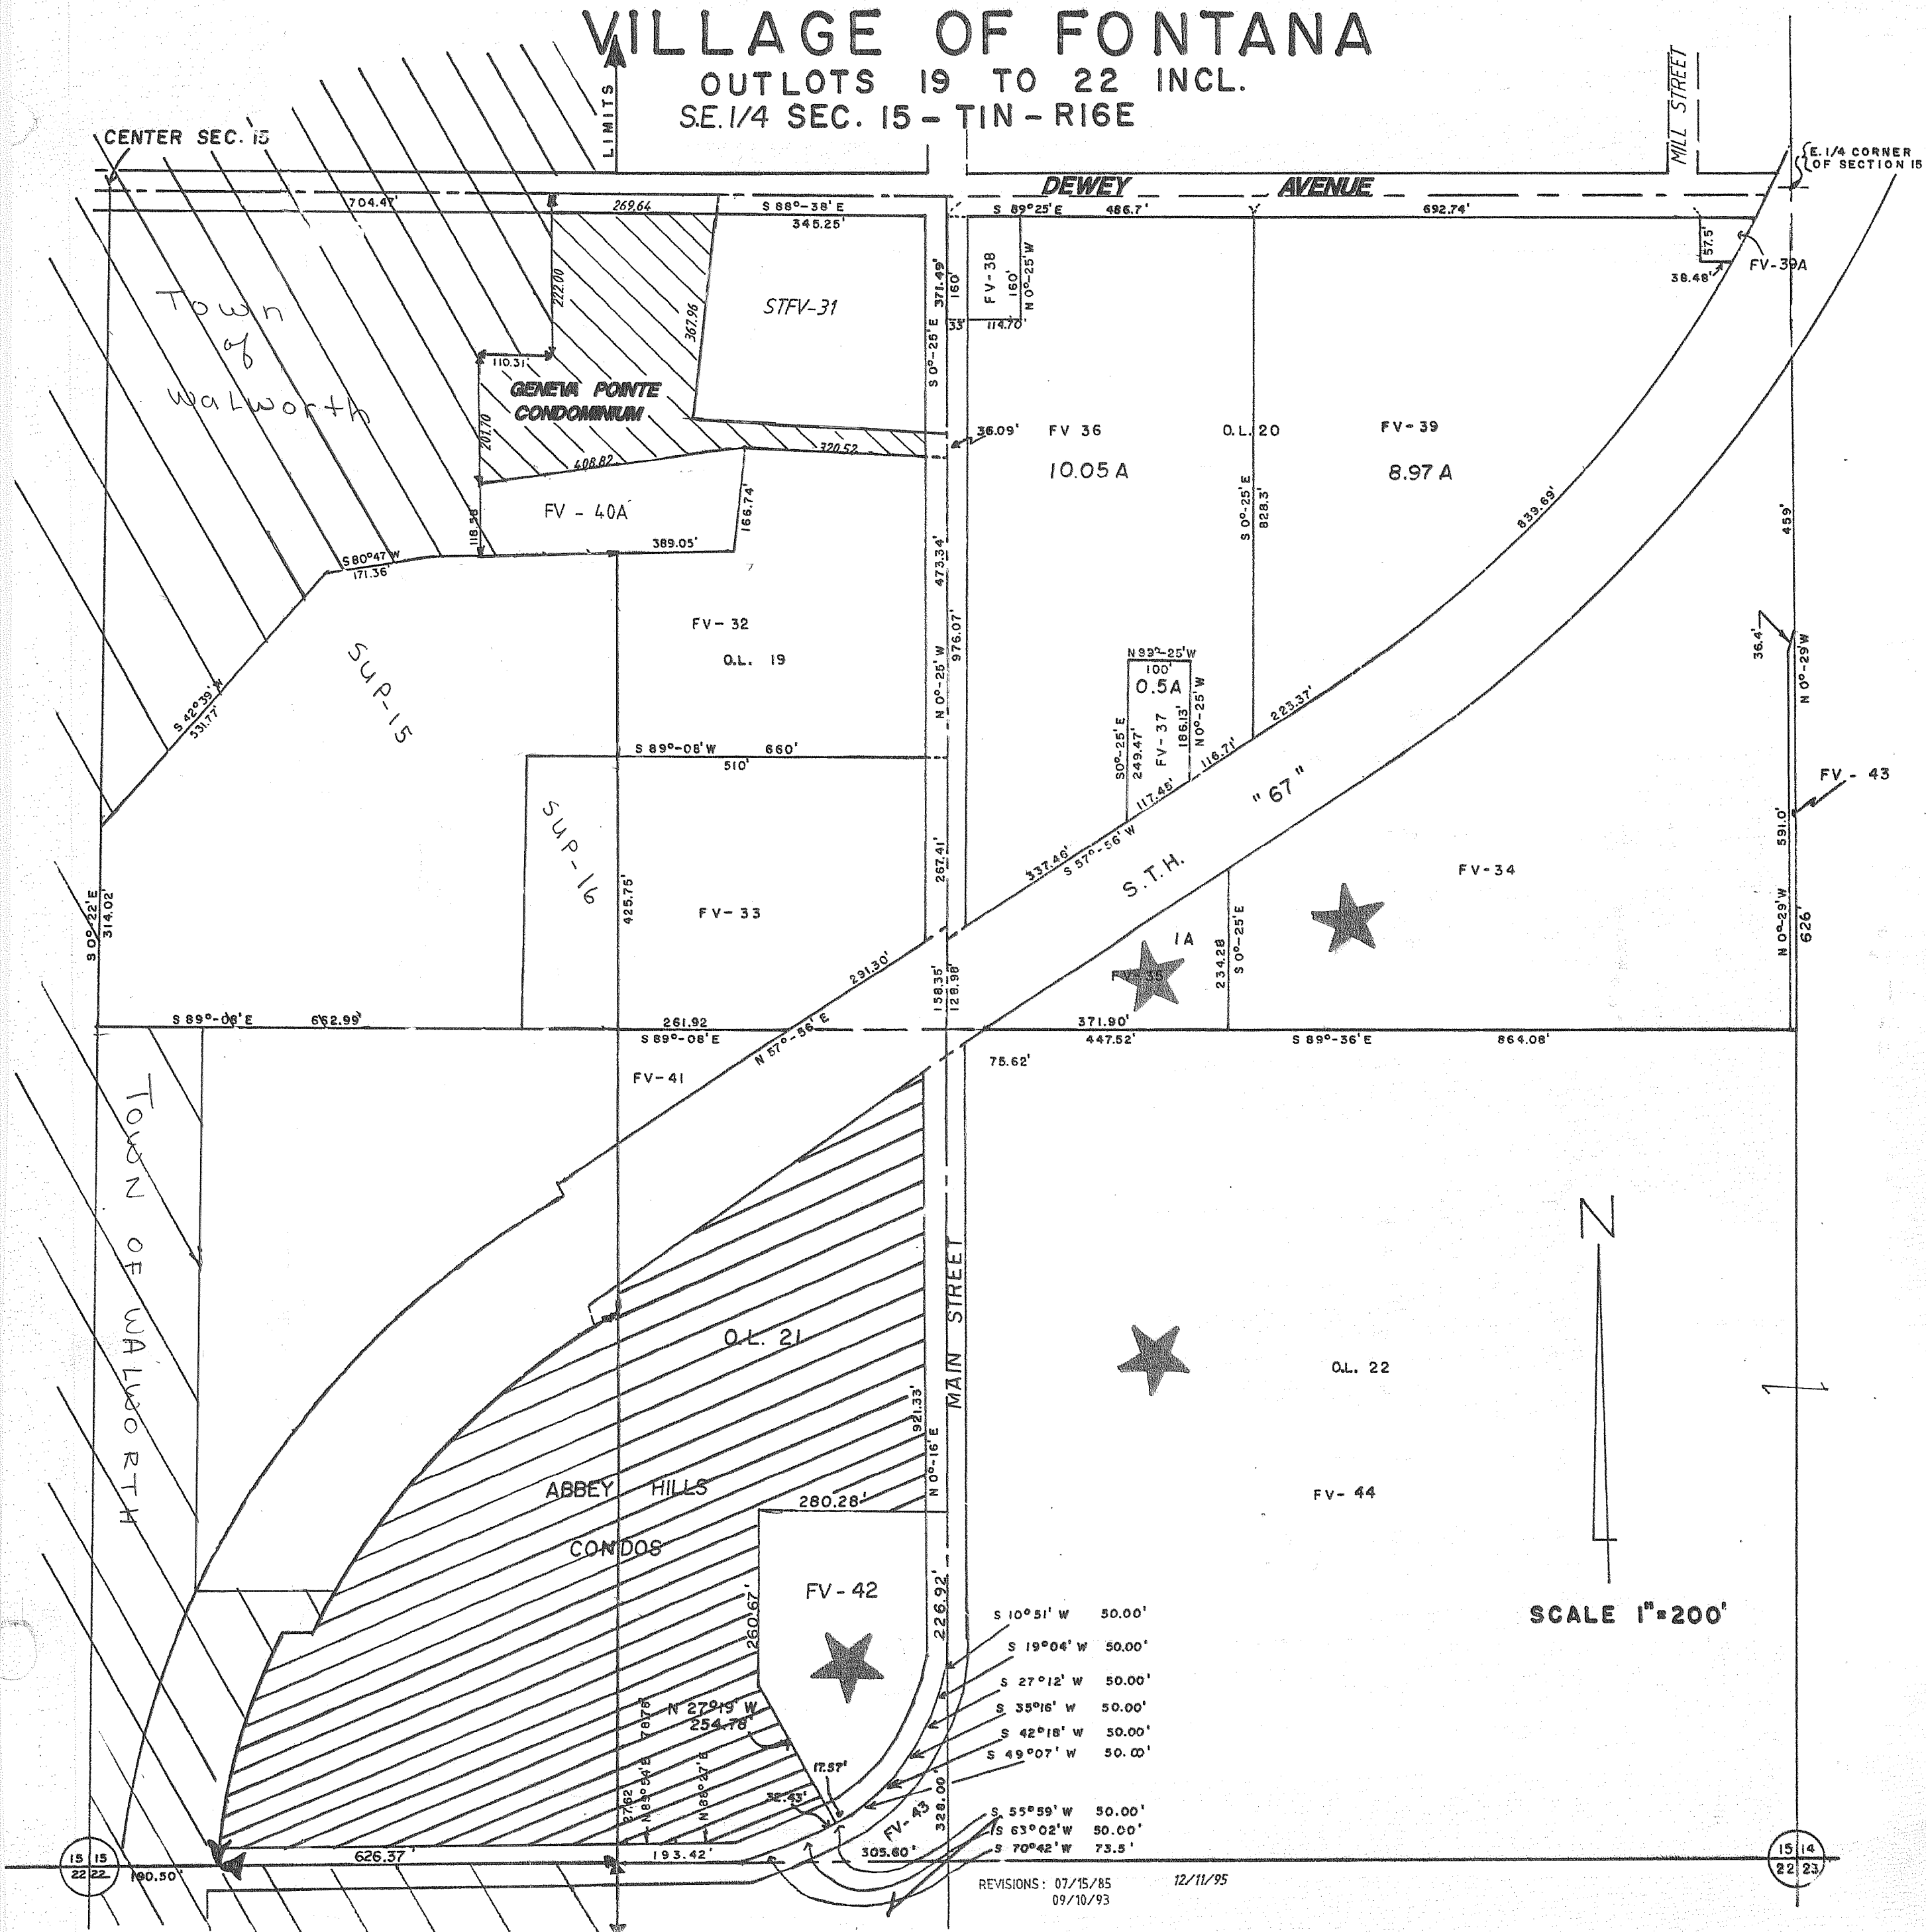 VILLAGE OF FONTANA
OUTLOTS 19 TO 22 INCL.
S.E. 1/4 SEC. 15 - T1N - R16E
LIMITS
MILL STREET
CENTER SEC. 15
E. 1/4 CORNER
OF SECTION 15
DEWEY AVENUE
704.47'
269.64
S 88°-38' E
345.25'
S 89°25' E 486.7'
692.74'
Town
of
Walworth
222.00
367.96
STFV-31
S 0°-25' E 371.49'
160'
FV-38
160'
N 0°-25' W
33'
114.70'
57.5'
38.48'
FV-39A
110.31'
GENEVA POINTE
CONDOMINIUM
201.70
408.82
320.52
36.09'
FV 36
10.05 A
O.L. 20
FV-39
8.97 A
S 0°-25' E
828.3'
839.69'
459'
118.58'
FV - 40A
166.74'
389.05'
S 80°47' W
171.36'
473.34'
976.07'
N 0°-25' W
FV-32
O.L. 19
SUP-15
S 42°39' W
531.77'
S 89°-08' W 660'
510'
N 99°-25' W
100'
0.5A
FV-37
186.13'
N 0°-25' W
S 0°-25' E
249.47'
117.45'
116.71'
223.37'
36.4'
N 0°-29' W
FV - 43
591.0'
"67"
S.T.H.
337.46'
S 57°-56' W
SUP-16
425.75'
FV-33
267.41'
291.30'
S 0°-22' E
314.02'
158.35'
128.98'
1A
FV-35
234.28
S 0°-25' E
FV-34
N 0°-29' W
626'
S 89°-08' E 662.99'
261.92
S 89°-08' E
N 57°-56' E
371.90'
447.52'
S 89°-36' E 864.08'
75.62'
FV-41
TOWN OF WALWORTH
MAIN STREET
O.L. 21
O.L. 22
N
921.33'
N 0°-16' E
ABBEY HILLS
CONDOS
280.28'
FV-44
FV-42
260.67'
226.92'
SCALE 1"=200'
S 10°51' W 50.00'
S 19°04' W 50.00'
S 27°12' W 50.00'
S 35°16' W 50.00'
S 42°18' W 50.00'
S 49°07' W 50.00'
N 27°19' W
254.78'
17.57'
32.43'
27.62
N 89°54' E 78.78'
N 88°27' E
FV-43
328.00'
S 55°59' W 50.00'
S 63°02' W 50.00'
S 70°42' W 73.5'
15 15
22 22
190.50'
626.37'
193.42'
305.60'
15 14
22 23
REVISIONS: 07/15/85
09/10/93
12/11/95